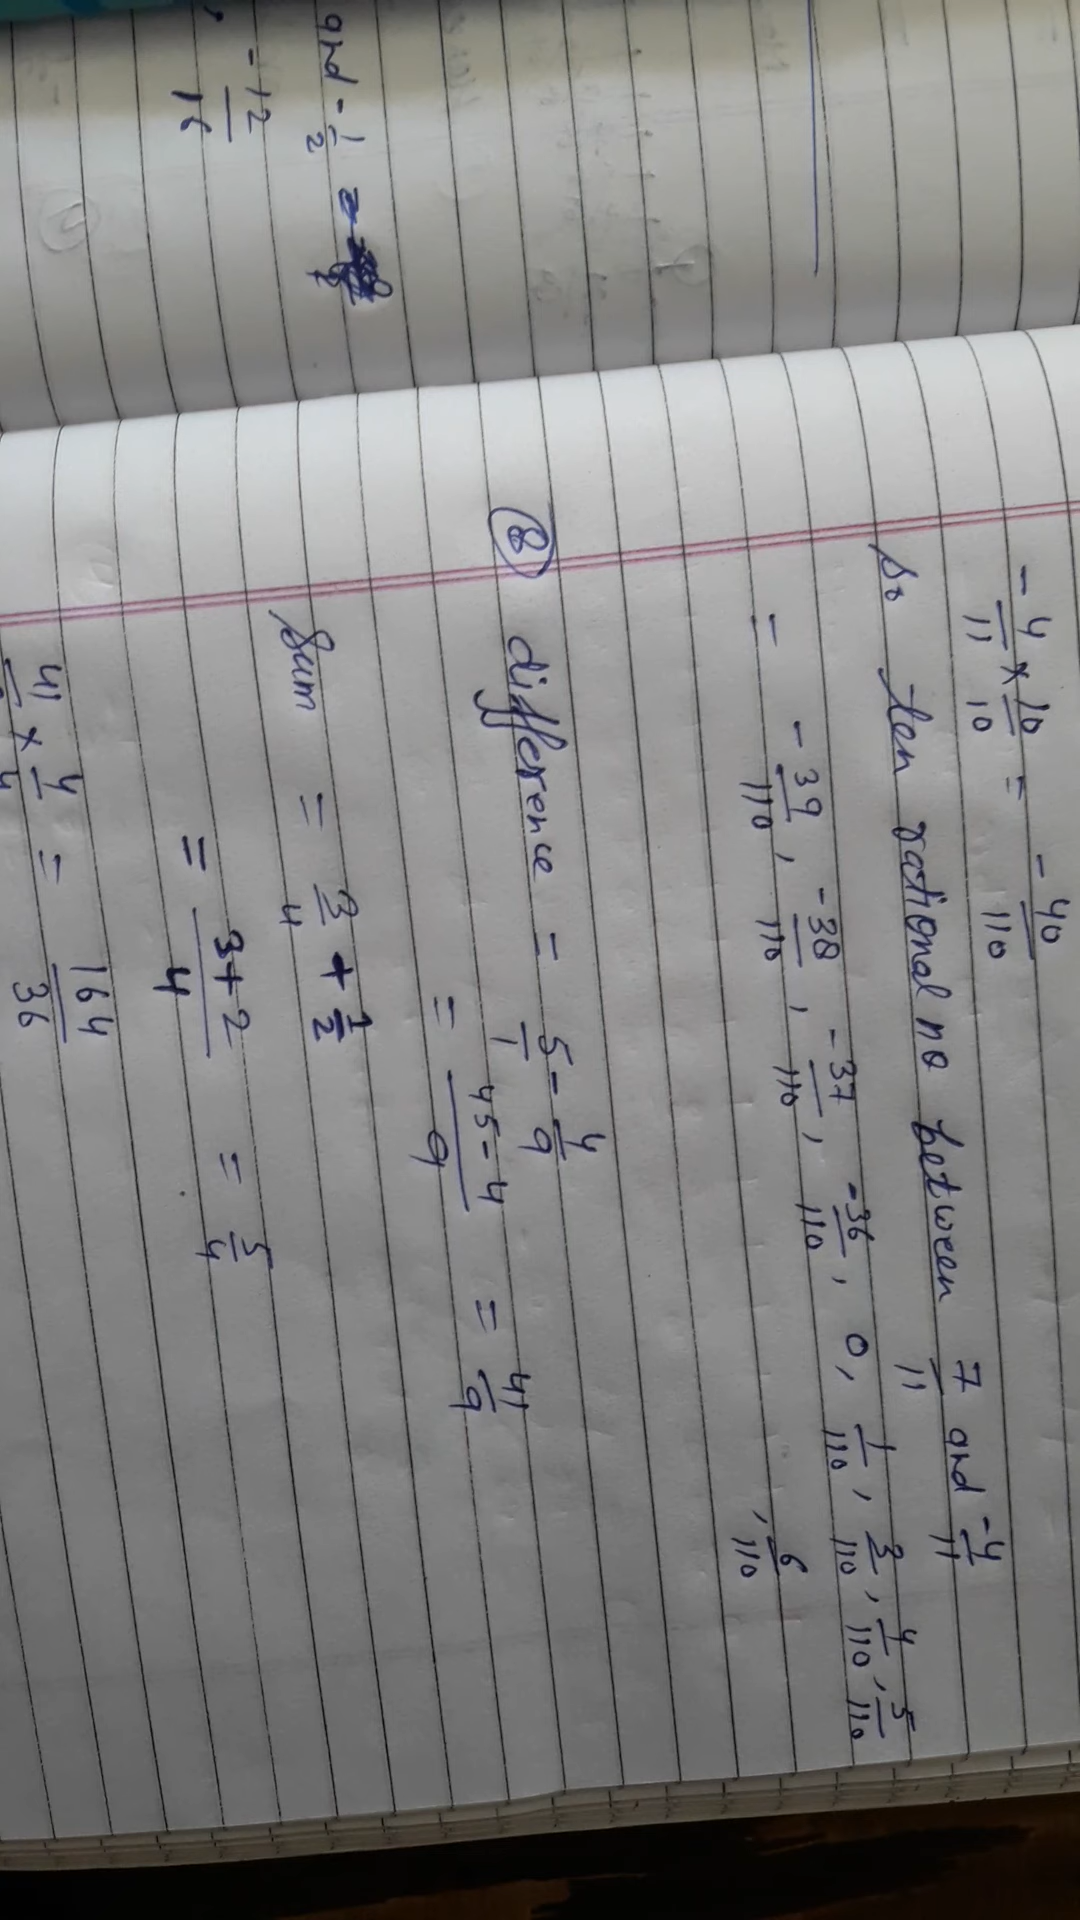 and -1/2 =
, -12/16
-4/11 × 10/10 = -40/110
So ten rational no between 7/11 and -4/11
= -39/110, -38/110, -37/110, -36/110, 0, 1/110, 3/110, 4/110, 5/110
, 6/110
8 difference - 5/1 - 4/9
= 45-4/9 = 41/9
Sum = 3/4 + 1/2
= 3+2/4 = 5/4
41/ × 4/ = 164/36